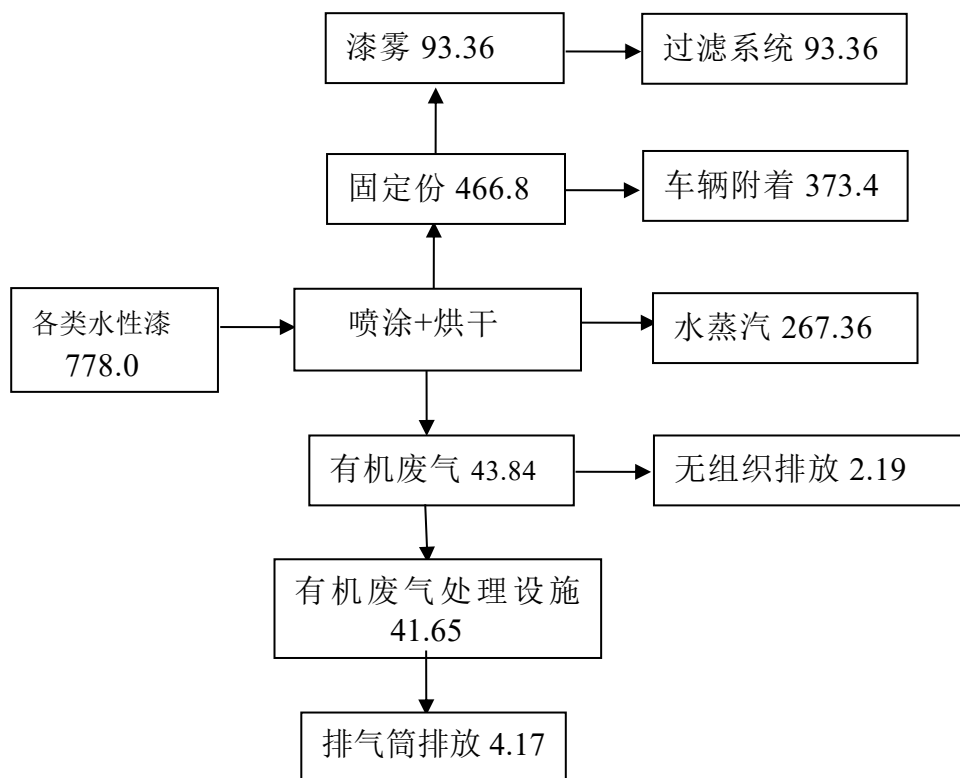 漆雾 93.36
过滤系统 93.36
固定份 466.8
车辆附着 373.4
各类水性漆
778.0
喷涂+烘干
水蒸汽 267.36
有机废气 43.84
无组织排放 2.19
有机废气处理设施
41.65
排气筒排放 4.17